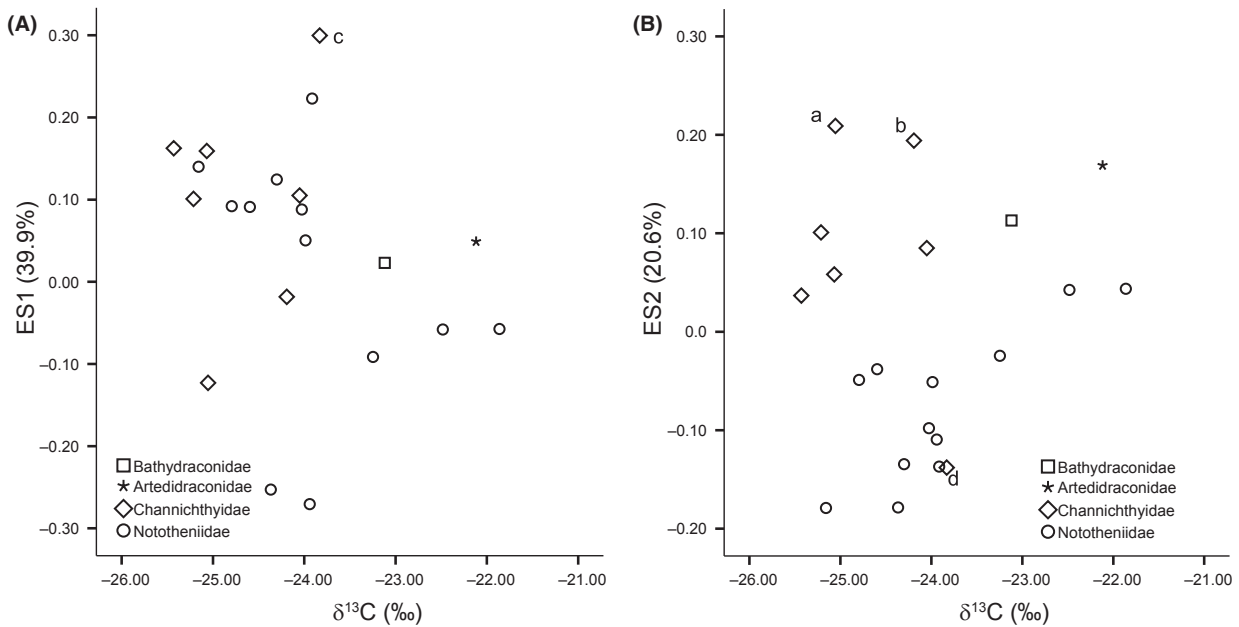 (A)
ES1 (39.9%)
0.30
0.20
0.10
0.00
–0.10
–0.20
–0.30
c
Bathydraconidae
Artedidraconidae
Channichthyidae
Nototheniidae
–26.00 –25.00 –24.00 –23.00 –22.00 –21.00
δ13C (‰)
(B)
ES2 (20.6%)
0.30
0.20
0.10
0.0
–0.10
–0.20
a
b
d
Bathydraconidae
Artedidraconidae
Channichthyidae
Nototheniidae
–26.00 –25.00 –24.00 –23.00 –22.00 –21.00
δ13C (‰)